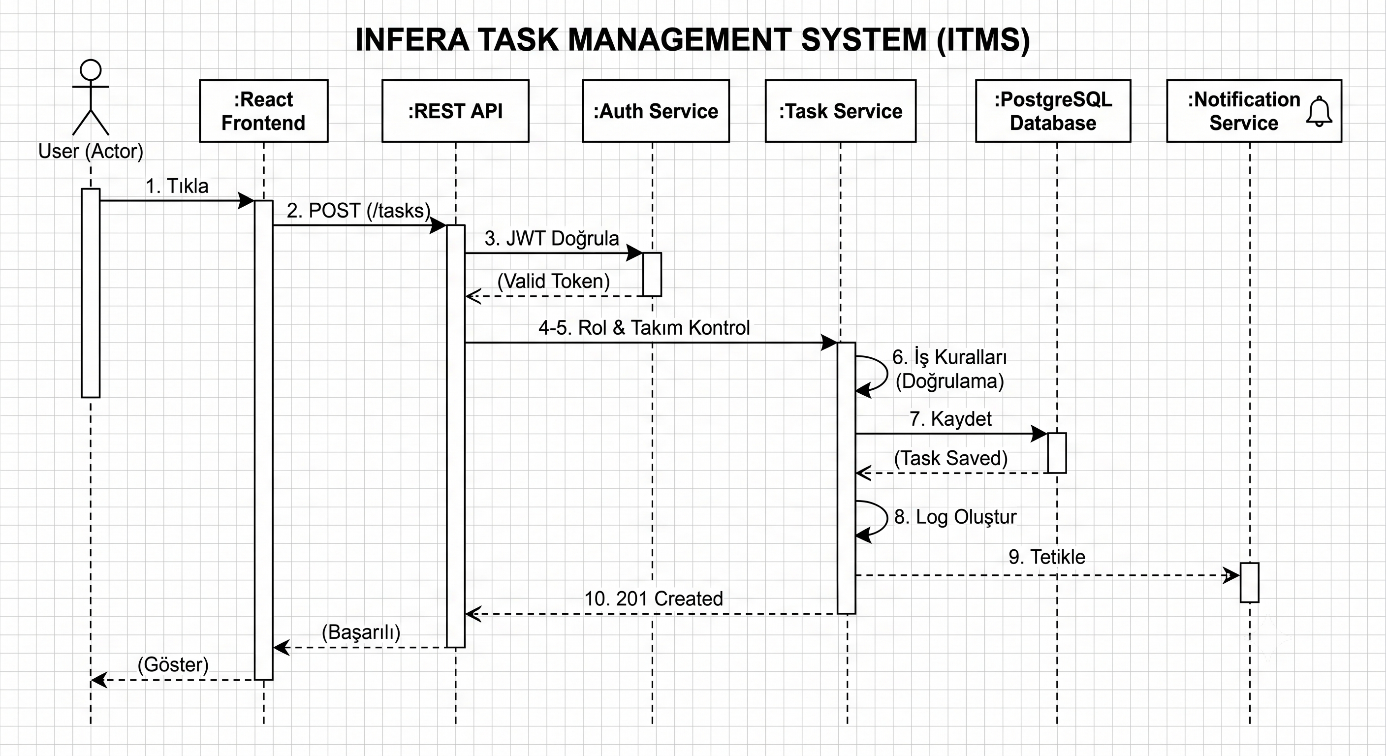 INFERA TASK MANAGEMENT SYSTEM (ITMS)
User (Actor)
:React
Frontend
:REST API
:Auth Service
:Task Service
:PostgreSQL
Database
:Notification
Service
1. Tıkla
2. POST (/tasks)
3. JWT Doğrula
(Valid Token)
4-5. Rol & Takım Kontrol
6. İş Kuralları
(Doğrulama)
7. Kaydet
(Task Saved)
8. Log Oluştur
9. Tetikle
10. 201 Created
(Başarılı)
(Göster)